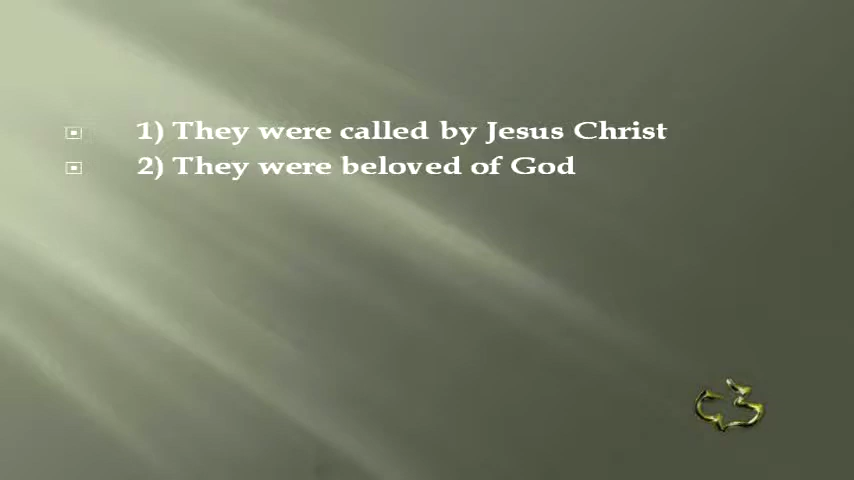 1) They were called by Jesus Christ
2) They were beloved of God